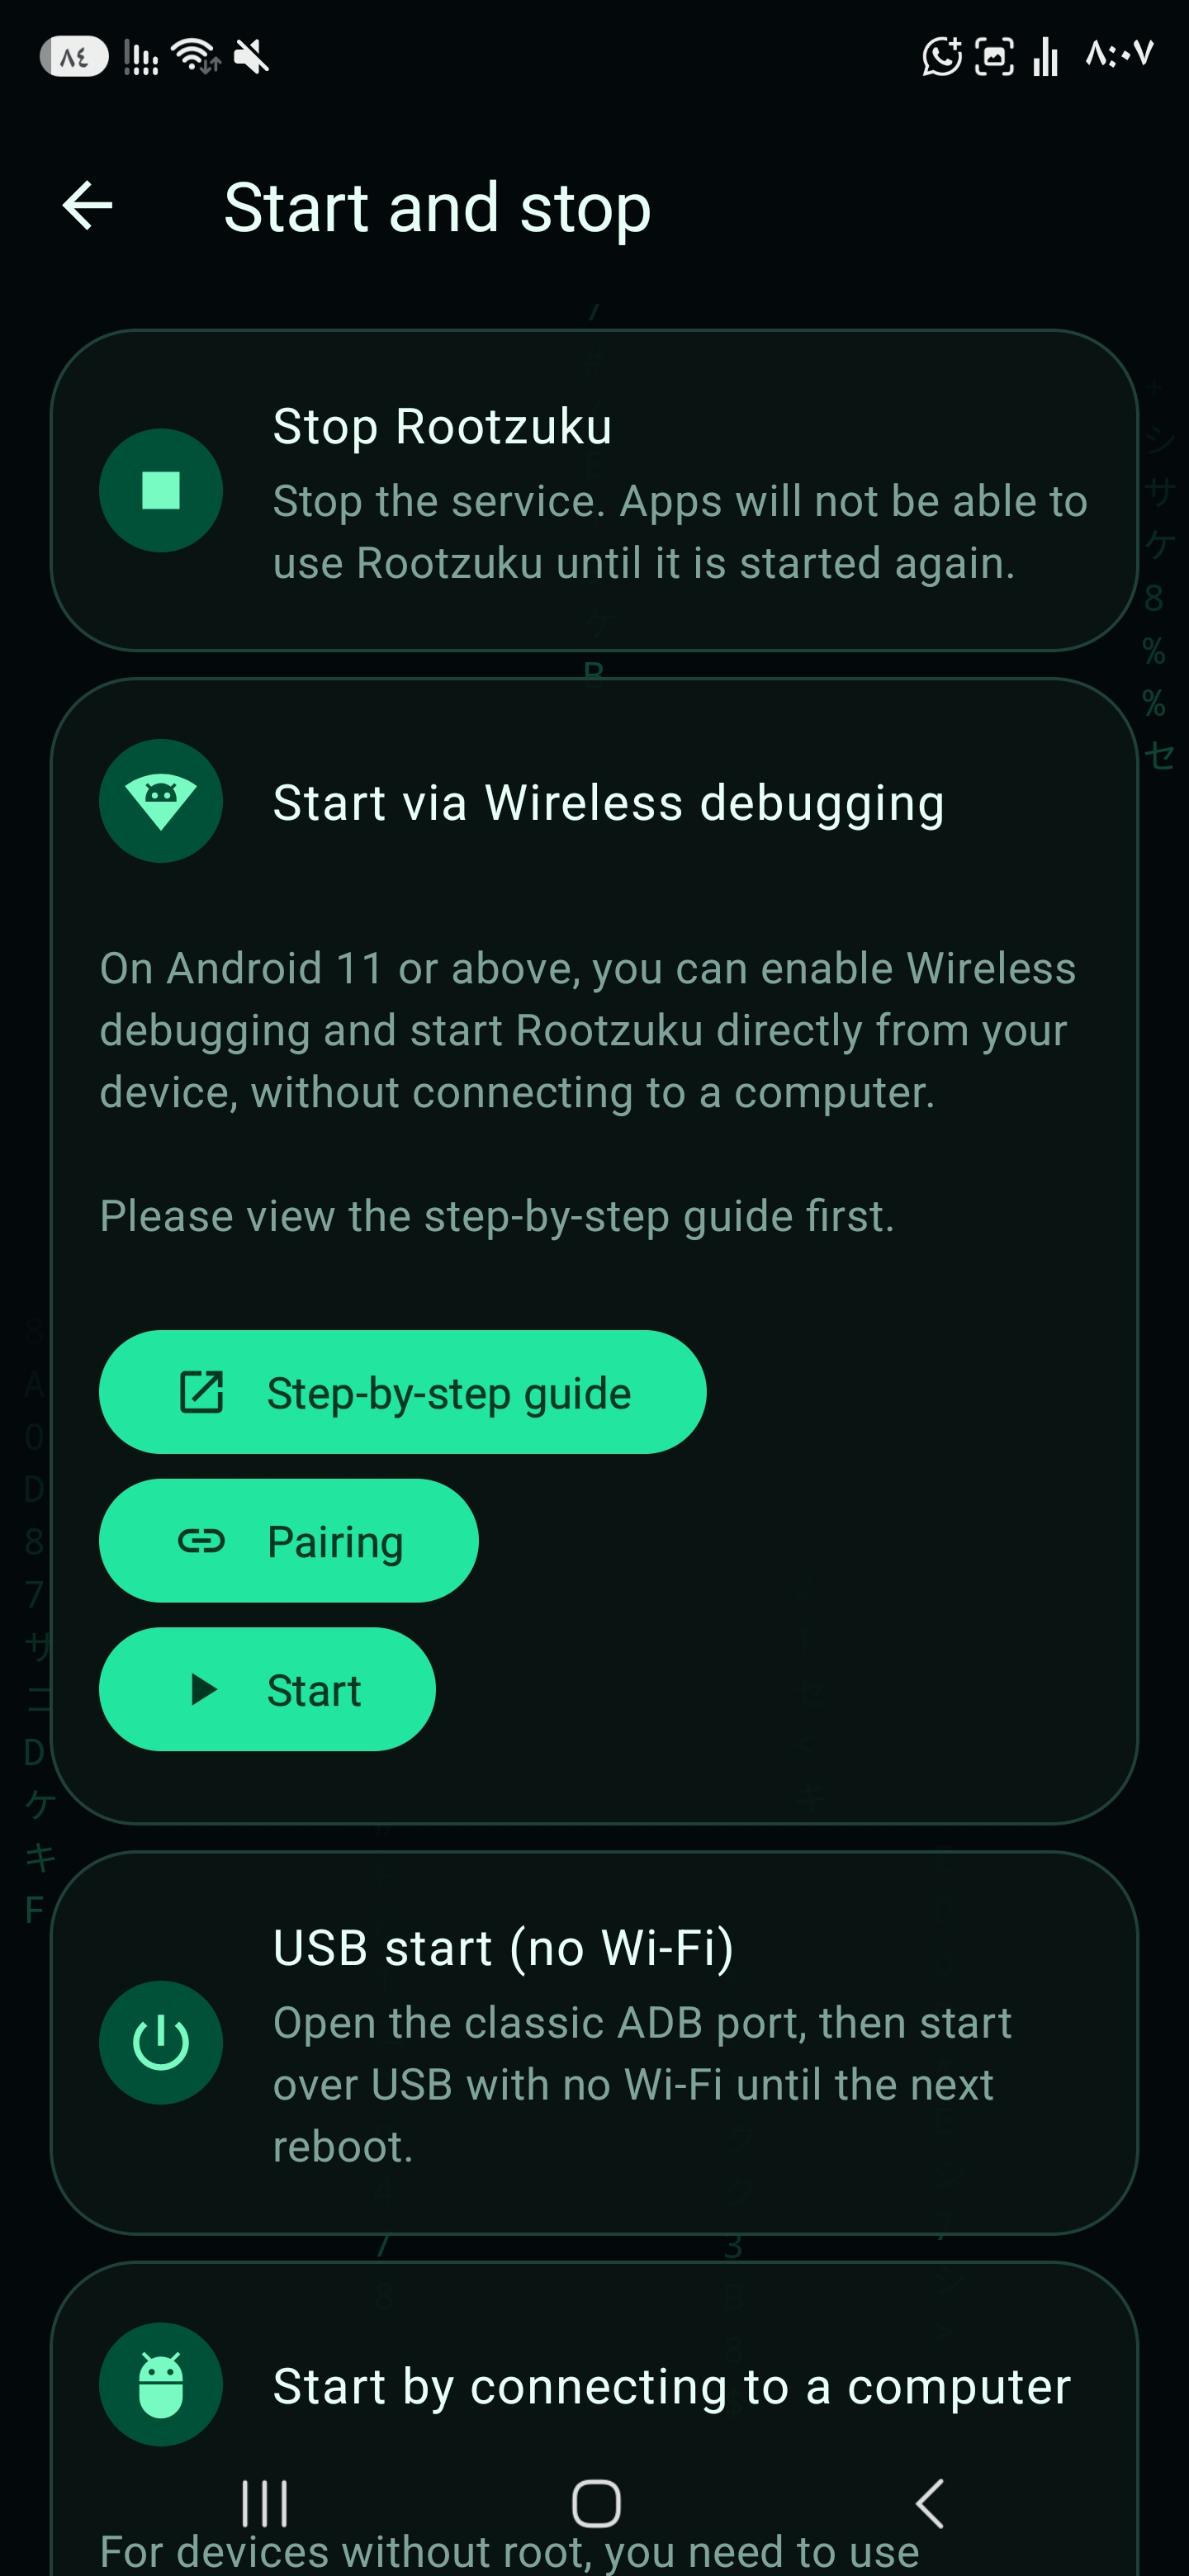 ٨٤
٨:٠٧
Start and stop
Stop Rootzuku
Stop the service. Apps will not be able to
use Rootzuku until it is started again.
Start via Wireless debugging
On Android 11 or above, you can enable Wireless
debugging and start Rootzuku directly from your
device, without connecting to a computer.
Please view the step-by-step guide first.
Step-by-step guide
Pairing
Start
USB start (no Wi-Fi)
Open the classic ADB port, then start
over USB with no Wi-Fi until the next
reboot.
Start by connecting to a computer
For devices without root, you need to use